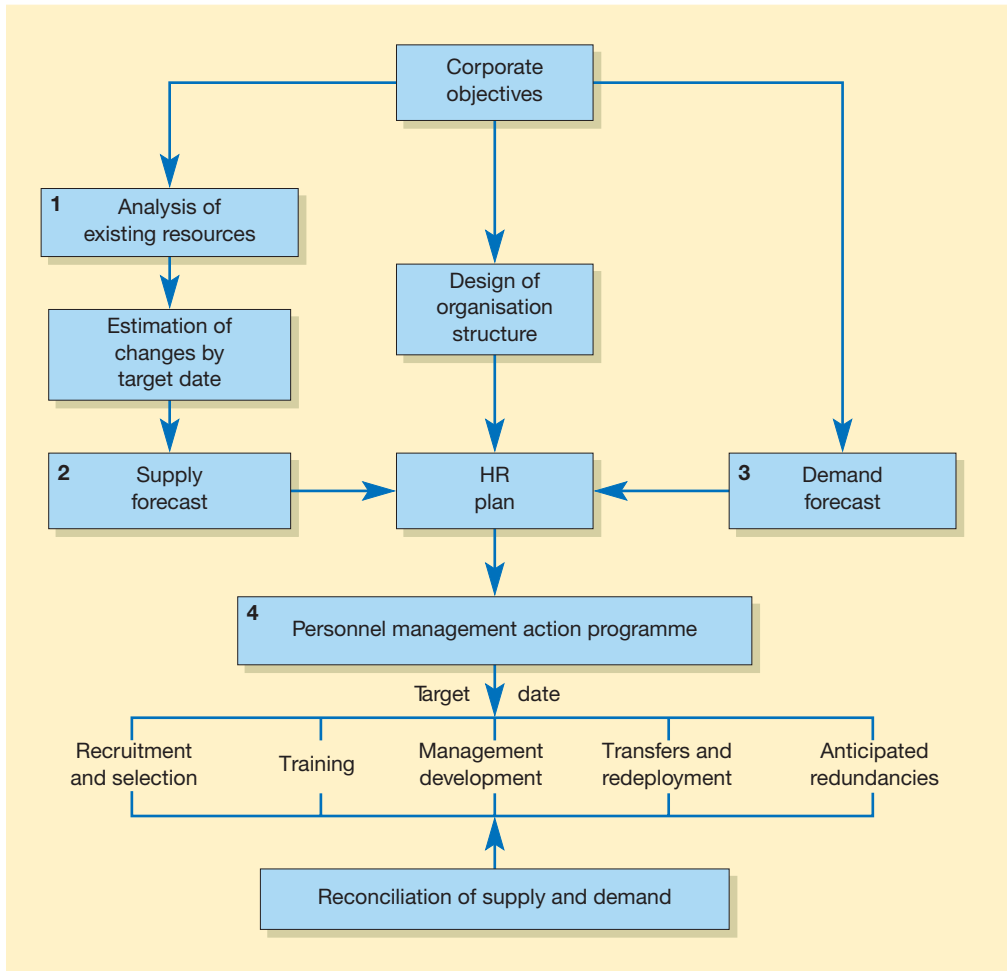 Corporate
objectives
1
Analysis of
existing resources
Estimation of
changes by
target date
Design of
organisation
structure
2
Supply
forecast
HR
plan
3
Demand
forecast
4
Personnel management action programme
Target date
Recruitment
and selection
Training
Management
development
Transfers and
redeployment
Anticipated
redundancies
Reconciliation of supply and demand